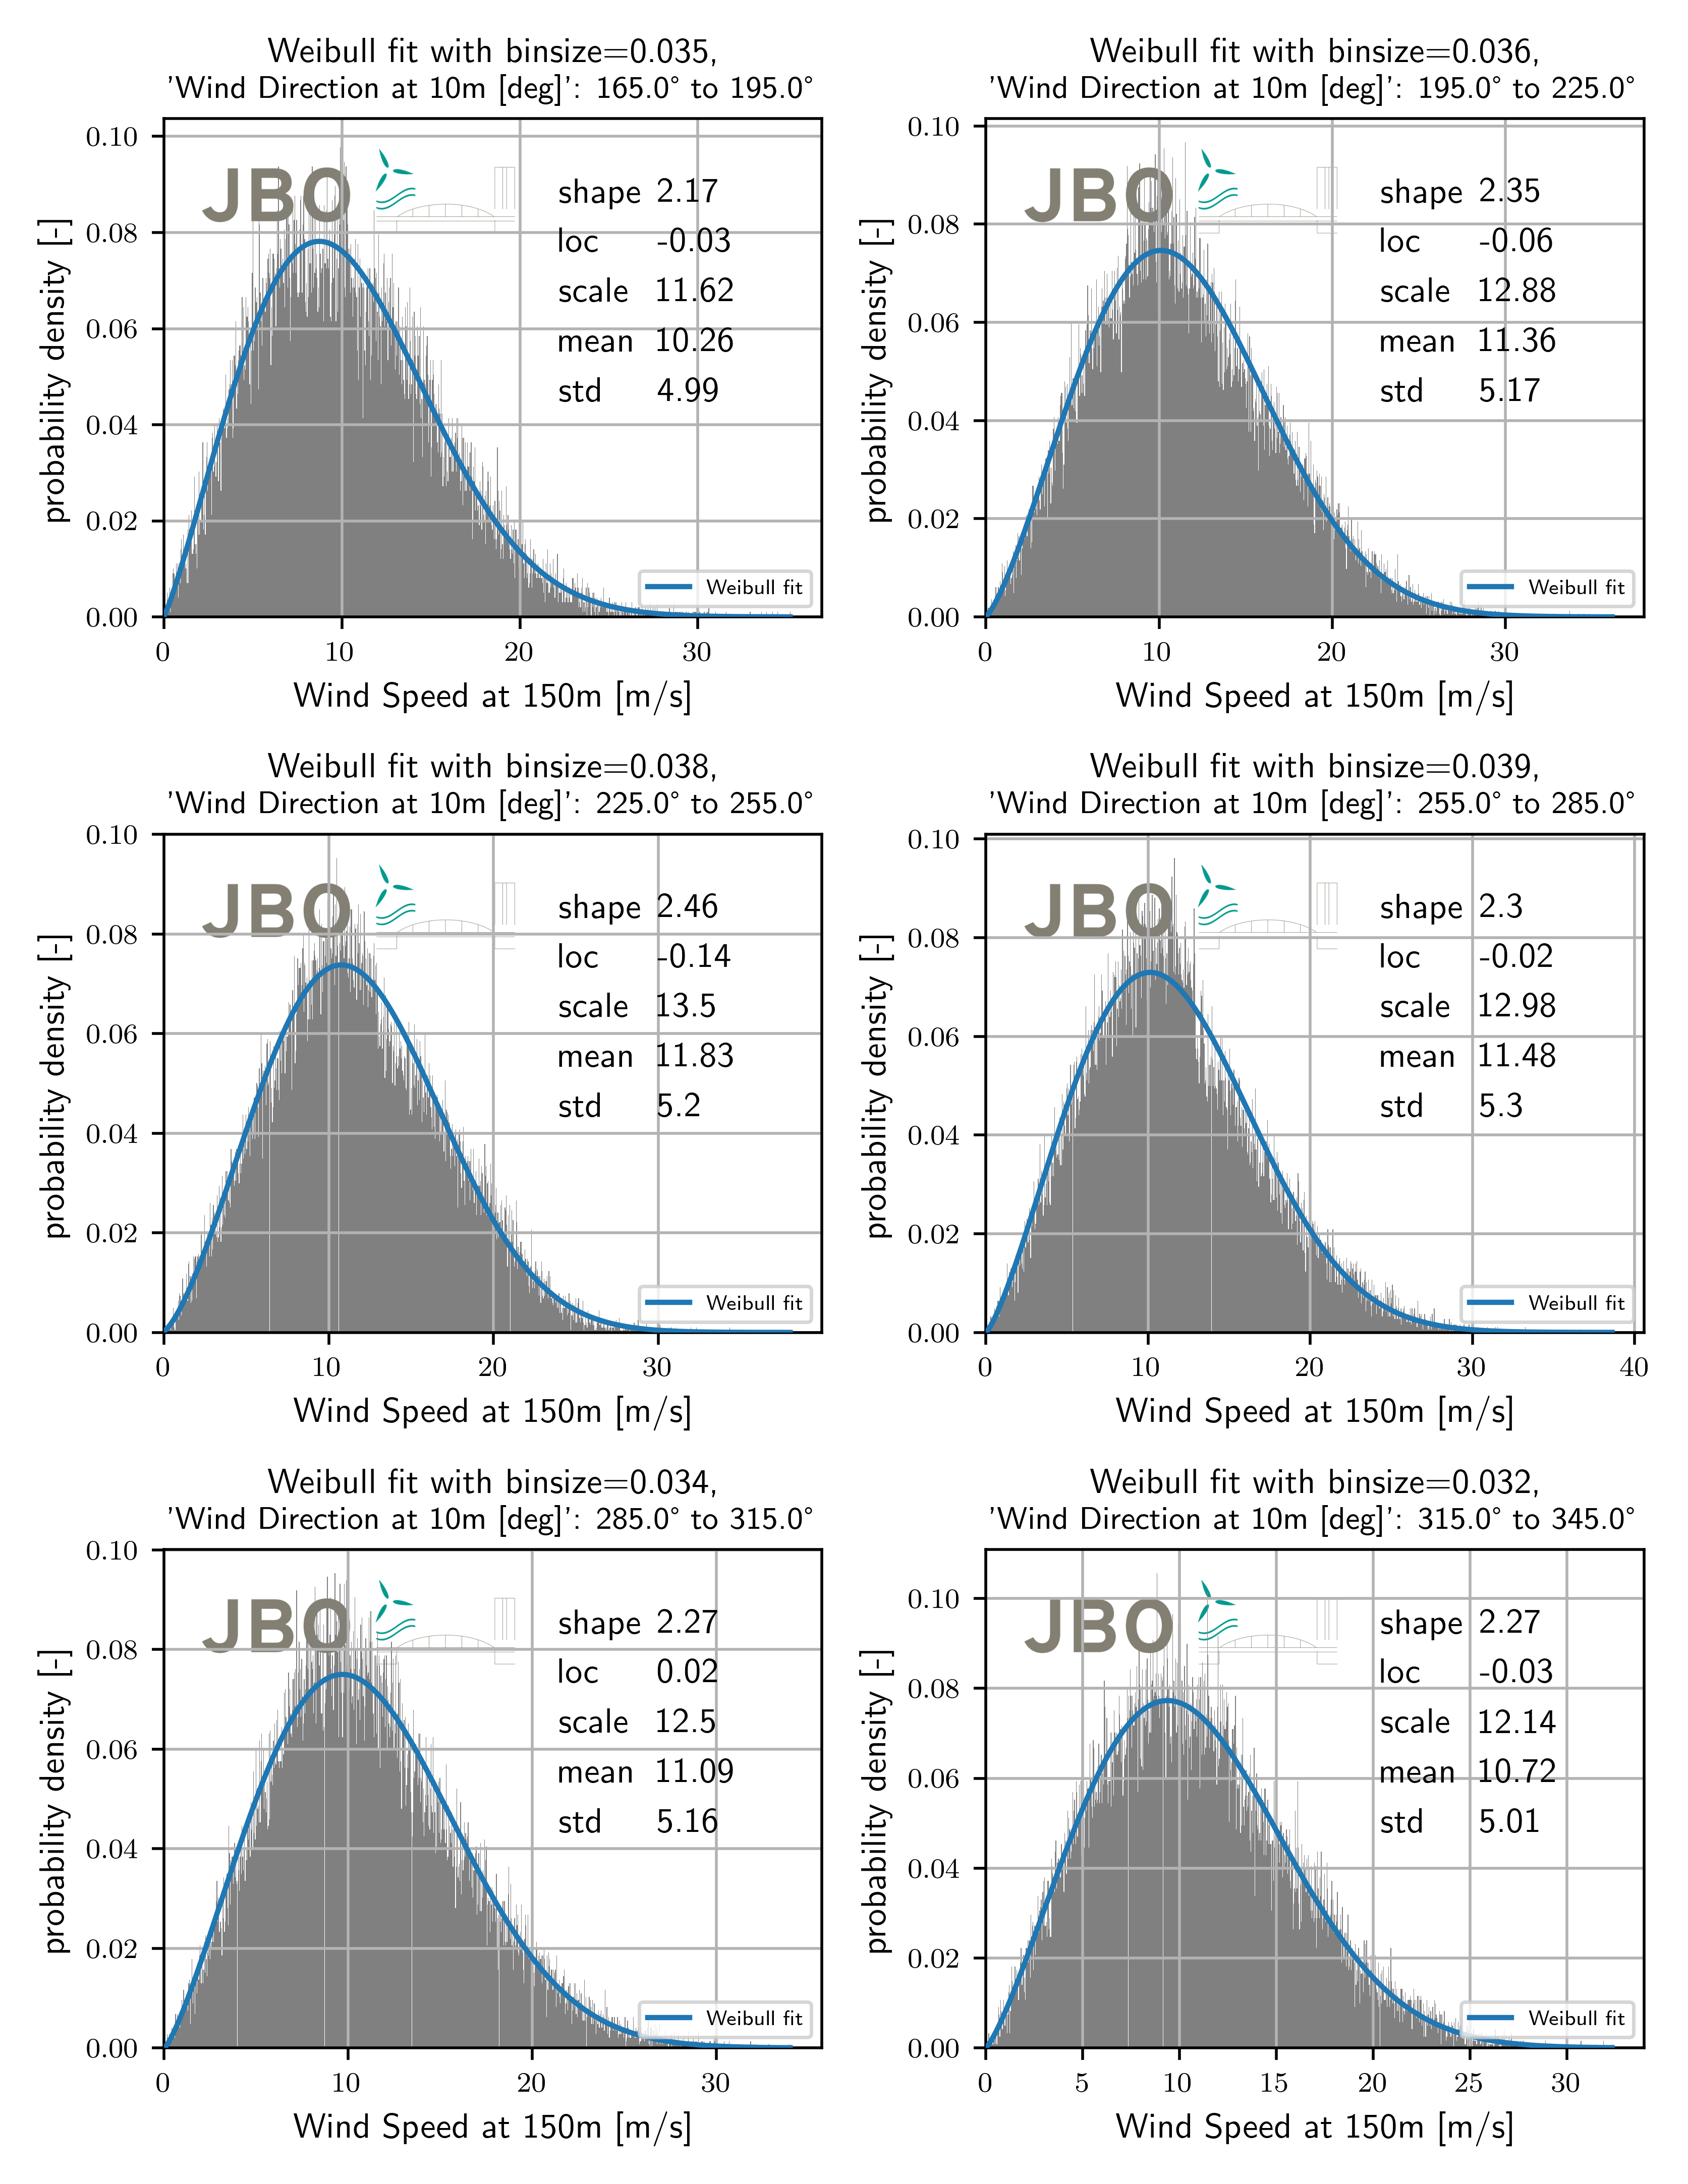 Weibull fit with binsize=0.035,
'Wind Direction at 10m [deg]': 165.0° to 195.0°
probability density [-]
0.10
0.08
0.06
0.04
0.02
0.00
JBO
shape 2.17
loc -0.03
scale 11.62
mean 10.26
std 4.99
Weibull fit
0 10 20 30
Wind Speed at 150m [m/s]
Weibull fit with binsize=0.036,
'Wind Direction at 10m [deg]': 195.0° to 225.0°
probability density [-]
0.10
0.08
0.06
0.04
0.02
0.00
JBO
shape 2.35
loc -0.06
scale 12.88
mean 11.36
std 5.17
Weibull fit
0 10 20 30
Wind Speed at 150m [m/s]
Weibull fit with binsize=0.038,
'Wind Direction at 10m [deg]': 225.0° to 255.0°
probability density [-]
0.10
0.08
0.06
0.04
0.02
0.00
JBO
shape 2.46
loc -0.14
scale 13.5
mean 11.83
std 5.2
Weibull fit
0 10 20 30
Wind Speed at 150m [m/s]
Weibull fit with binsize=0.039,
'Wind Direction at 10m [deg]': 255.0° to 285.0°
probability density [-]
0.10
0.08
0.06
0.04
0.02
0.00
JBO
shape 2.3
loc -0.02
scale 12.98
mean 11.48
std 5.3
Weibull fit
0 10 20 30 40
Wind Speed at 150m [m/s]
Weibull fit with binsize=0.034,
'Wind Direction at 10m [deg]': 285.0° to 315.0°
probability density [-]
0.10
0.08
0.06
0.04
0.02
0.00
JBO
shape 2.27
loc 0.02
scale 12.5
mean 11.09
std 5.16
Weibull fit
0 10 20 30
Wind Speed at 150m [m/s]
Weibull fit with binsize=0.032,
'Wind Direction at 10m [deg]': 315.0° to 345.0°
probability density [-]
0.10
0.08
0.06
0.04
0.02
0.00
JBO
shape 2.27
loc -0.03
scale 12.14
mean 10.72
std 5.01
Weibull fit
0 5 10 15 20 25 30
Wind Speed at 150m [m/s]